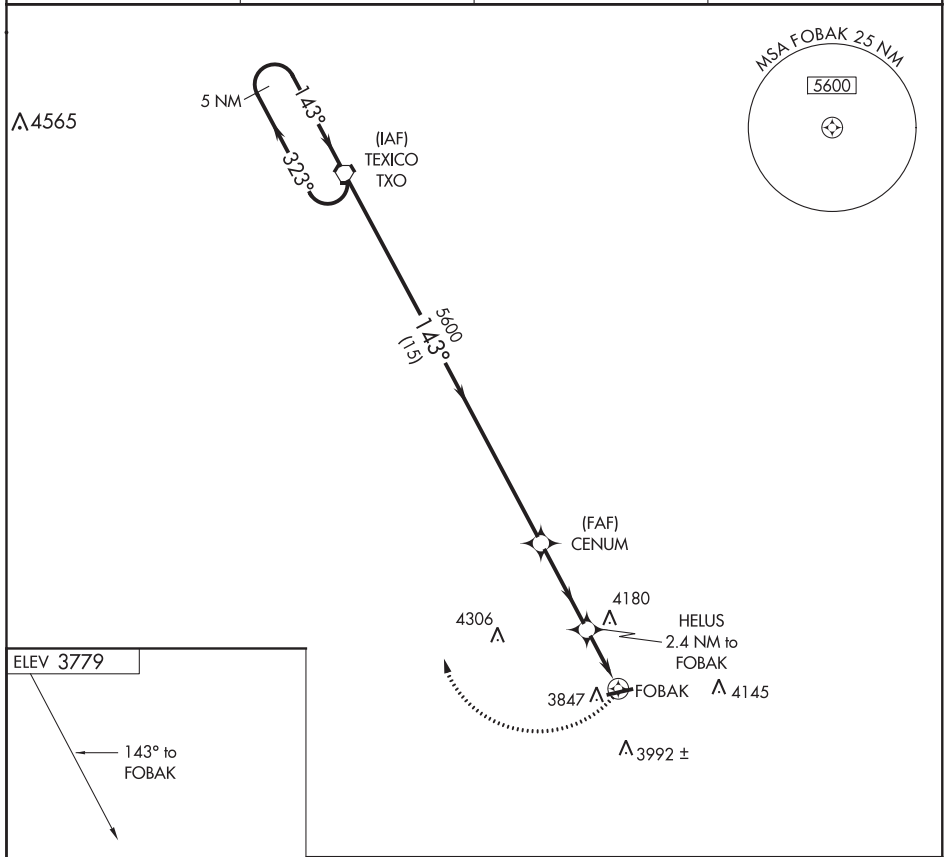 MSA FOBAK 25 NM
5600
5 NM
143°
4565
(IAF)
TEXICO
TXO
323°
5600
143°
(15)
(FAF)
CENUM
4180
4306
HELUS
2.4 NM to
FOBAK
ELEV 3779
3847
FOBAK
4145
143° to
FOBAK
3992 ±